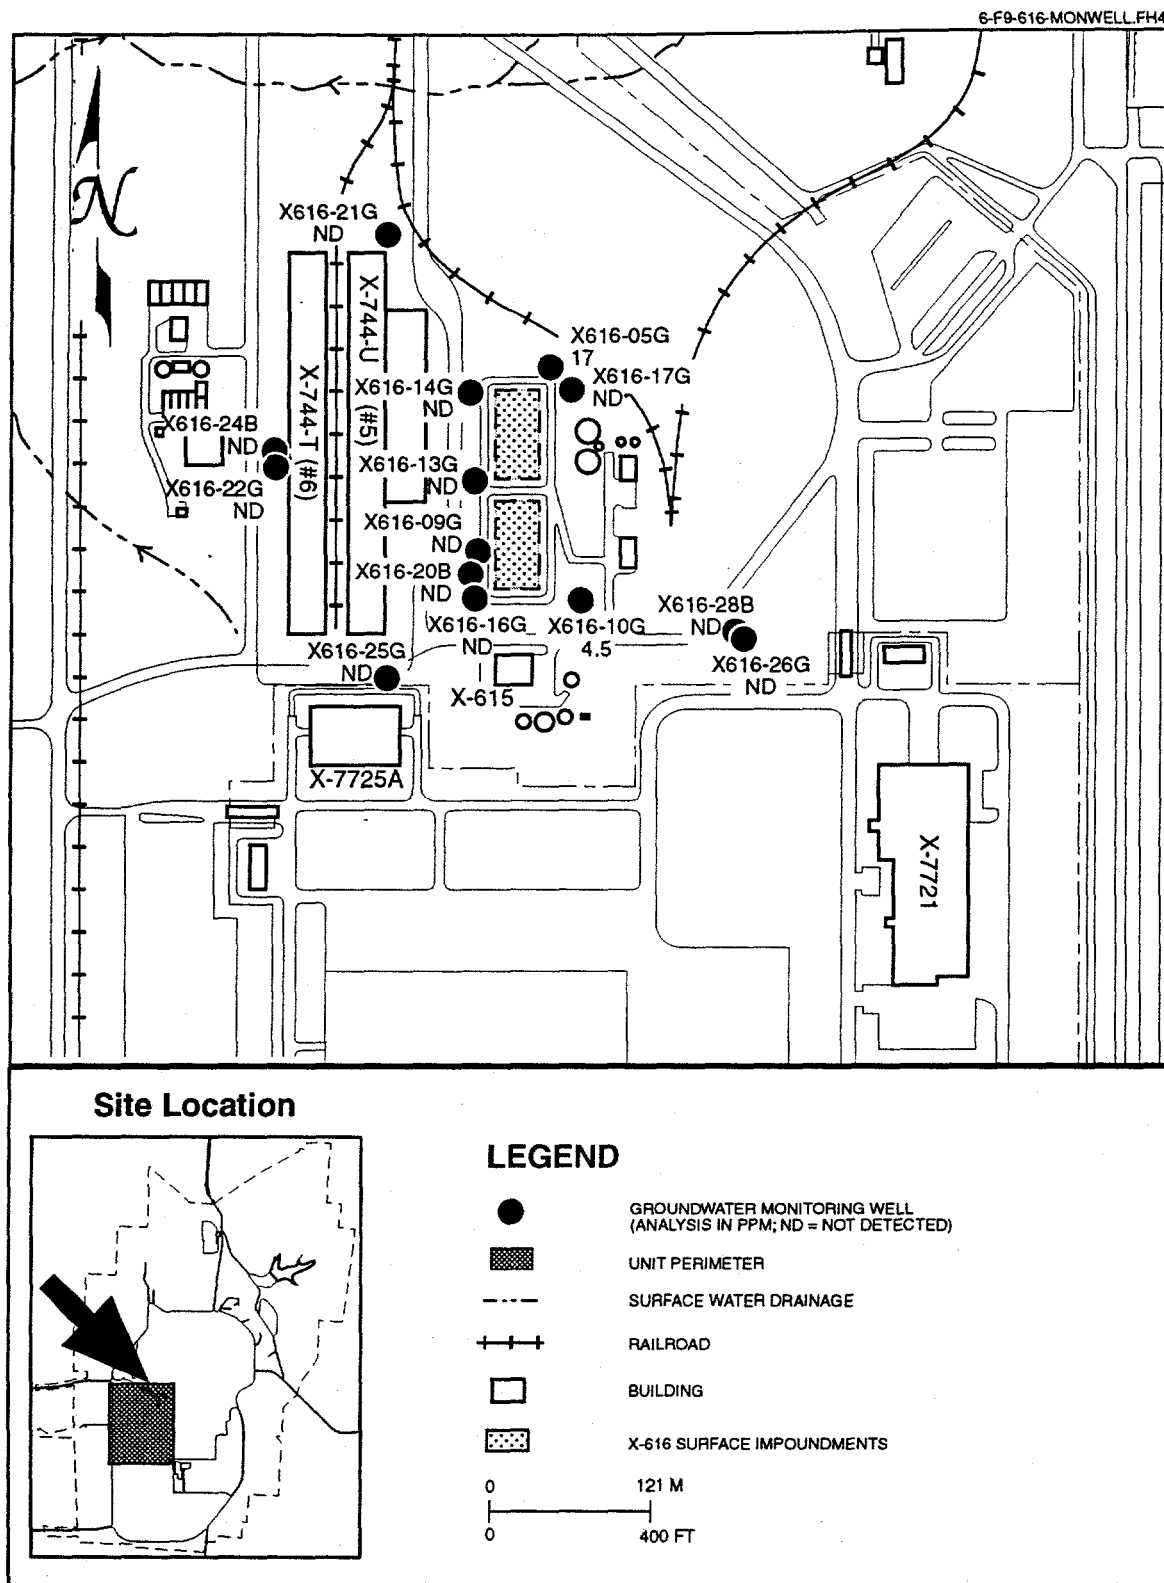 6-F9-616-MONWELL.FH4
N
X616-21G
ND
X-744-U
(#5)
X-744-T (#6)
X616-05G
17
X616-17G
ND
X616-14G
ND
X616-24B
ND
X616-13G
ND
X616-22G
ND
X616-09G
ND
X616-20B
ND
X616-16G
ND
X616-10G
4.5
X616-28B
ND
X616-26G
ND
X616-25G
ND
X-615
X-7725A
X-7721
Site Location
LEGEND
GROUNDWATER MONITORING WELL
(ANALYSIS IN PPM; ND = NOT DETECTED)
UNIT PERIMETER
SURFACE WATER DRAINAGE
RAILROAD
BUILDING
X-616 SURFACE IMPOUNDMENTS
0 121 M
0 400 FT